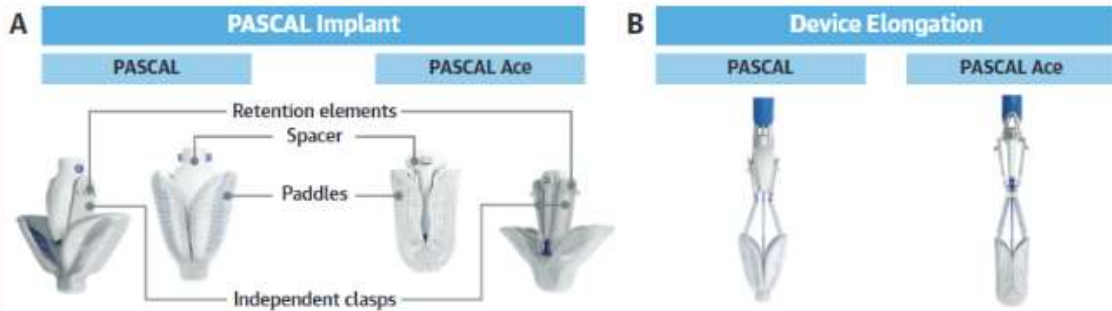 A
PASCAL Implant
PASCAL
PASCAL Ace
Retention elements
Spacer
Paddles
Independent clasps
B
Device Elongation
PASCAL
PASCAL Ace